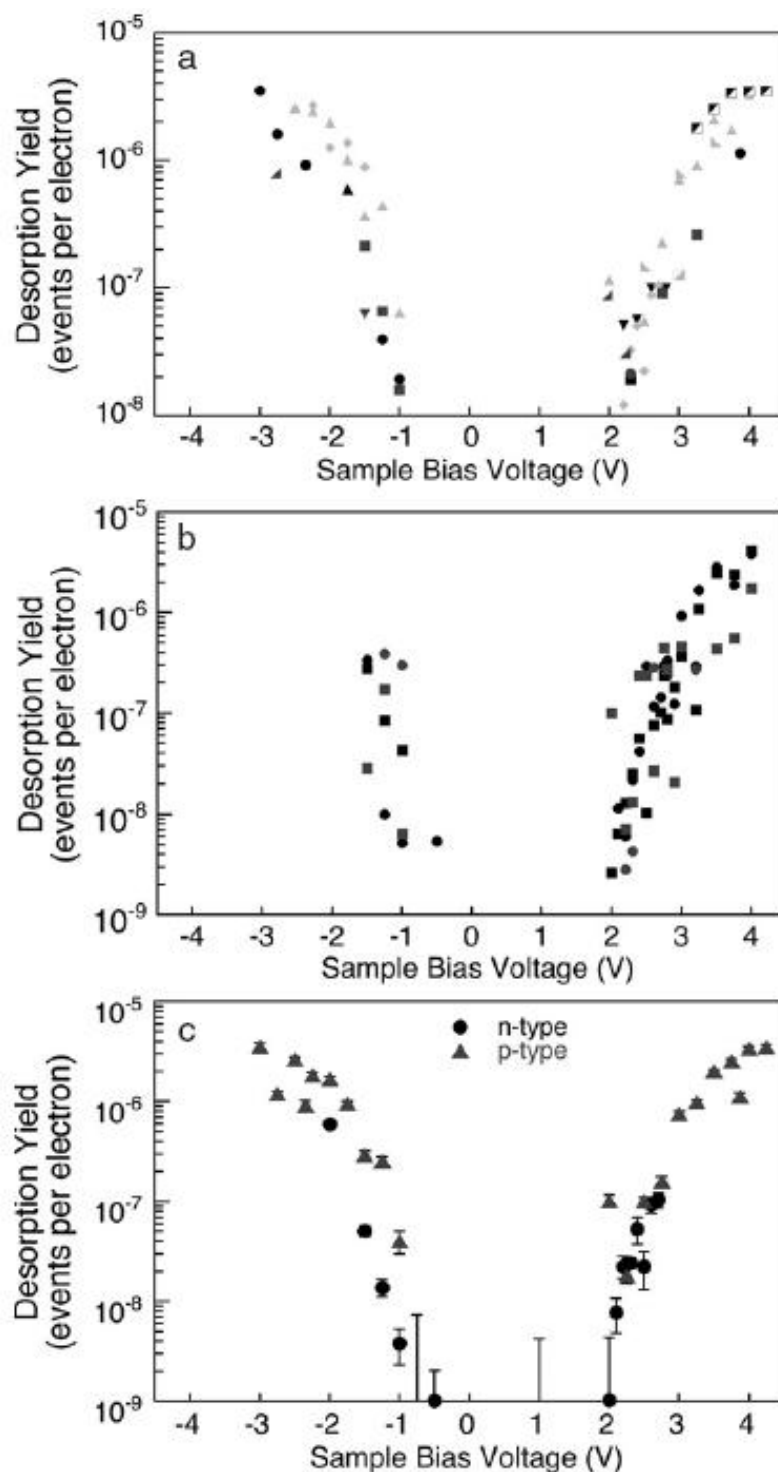 a
Desorption Yield
(events per electron)
10^-5
10^-6
10^-7
10^-8
-4 -3 -2 -1 0 1 2 3 4
Sample Bias Voltage (V)
b
Desorption Yield
(events per electron)
10^-5
10^-6
10^-7
10^-8
10^-9
-4 -3 -2 -1 0 1 2 3 4
Sample Bias Voltage (V)
c
n-type
p-type
Desorption Yield
(events per electron)
10^-5
10^-6
10^-7
10^-8
10^-9
-4 -3 -2 -1 0 1 2 3 4
Sample Bias Voltage (V)